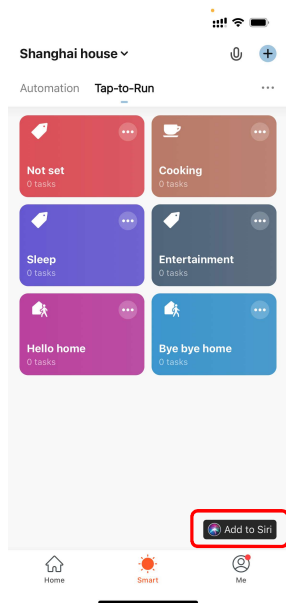 Shanghai house
Automation Tap-to-Run
Not set
0 tasks
Cooking
0 tasks
Sleep
0 tasks
Entertainment
0 tasks
Hello home
0 tasks
Bye bye home
0 tasks
Add to Siri
Home
Smart
Me